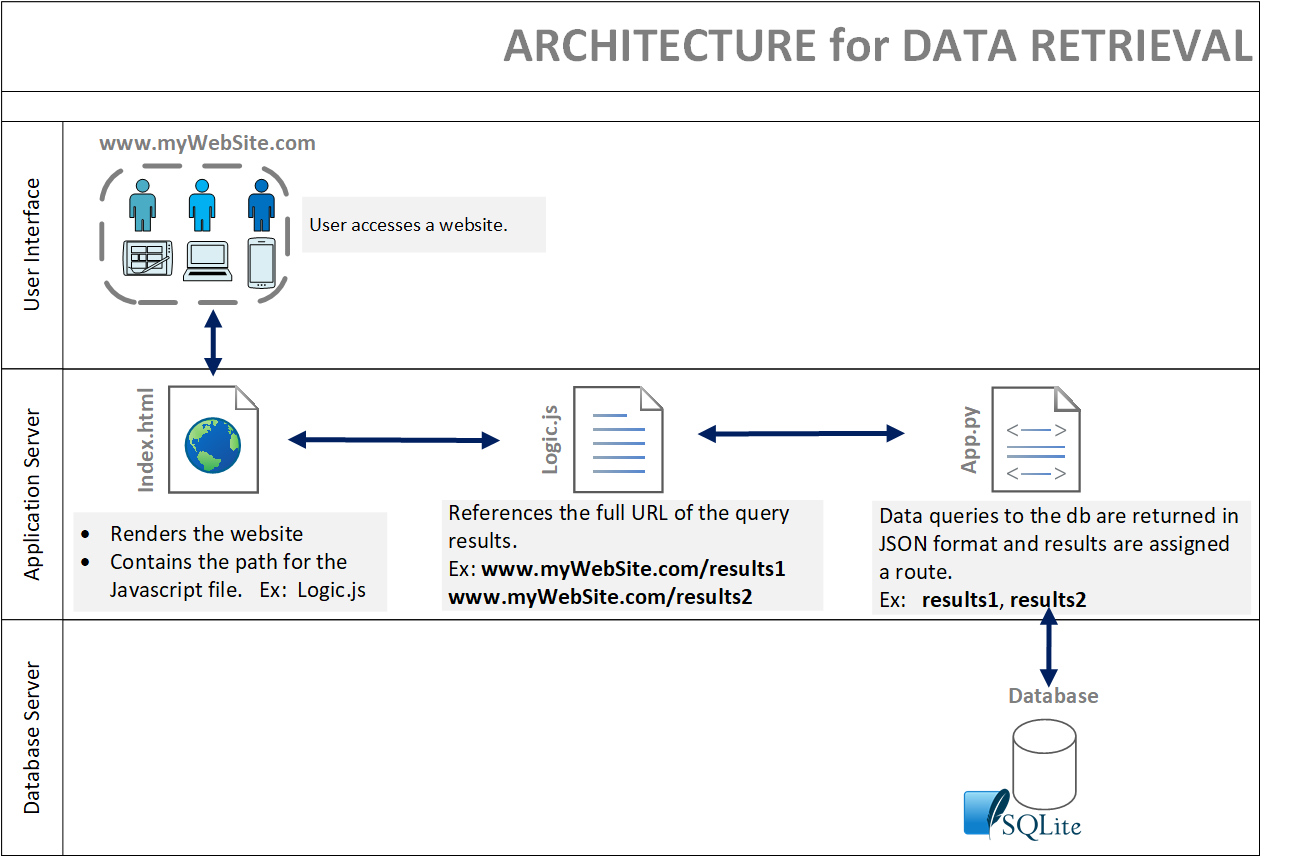 ARCHITECTURE for DATA RETRIEVAL
User Interface
www.myWebSite.com
User accesses a website.
Application Server
Index.html
• Renders the website
• Contains the path for the
Javascript file. Ex: Logic.js
Logic.js
References the full URL of the query
results.
Ex: www.myWebSite.com/results1
www.myWebSite.com/results2
App.py
< >
< >
Data queries to the db are returned in
JSON format and results are assigned
a route.
Ex: results1, results2
Database Server
Database
SQLite